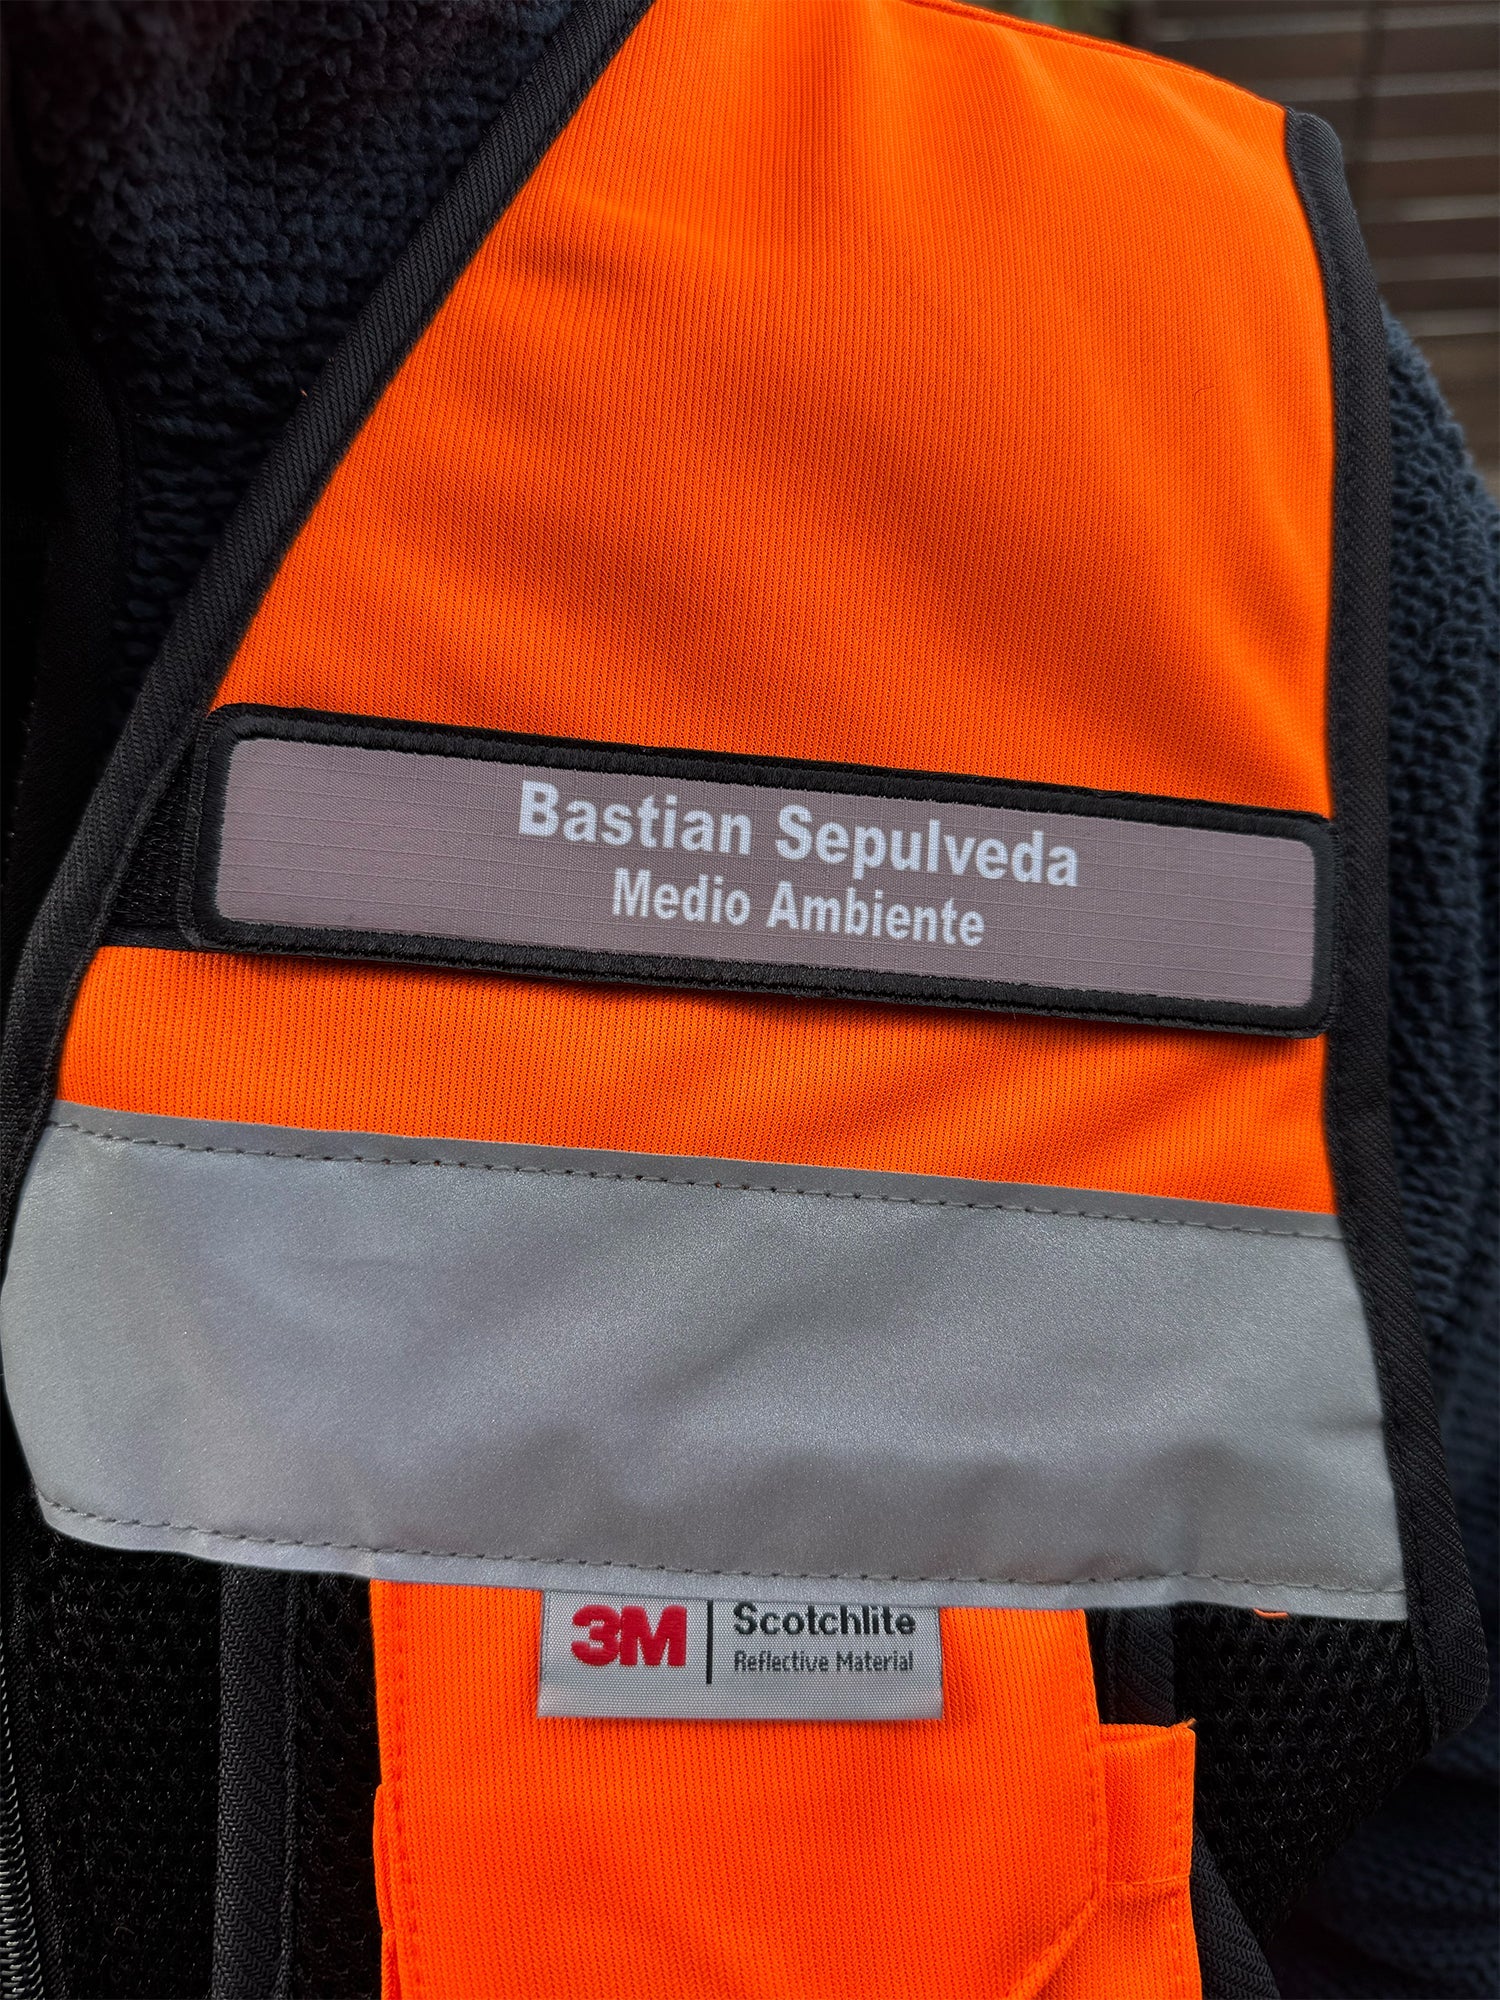 Bastian Sepulveda
Medio Ambiente
3M
Scotchlite
Reflective Material